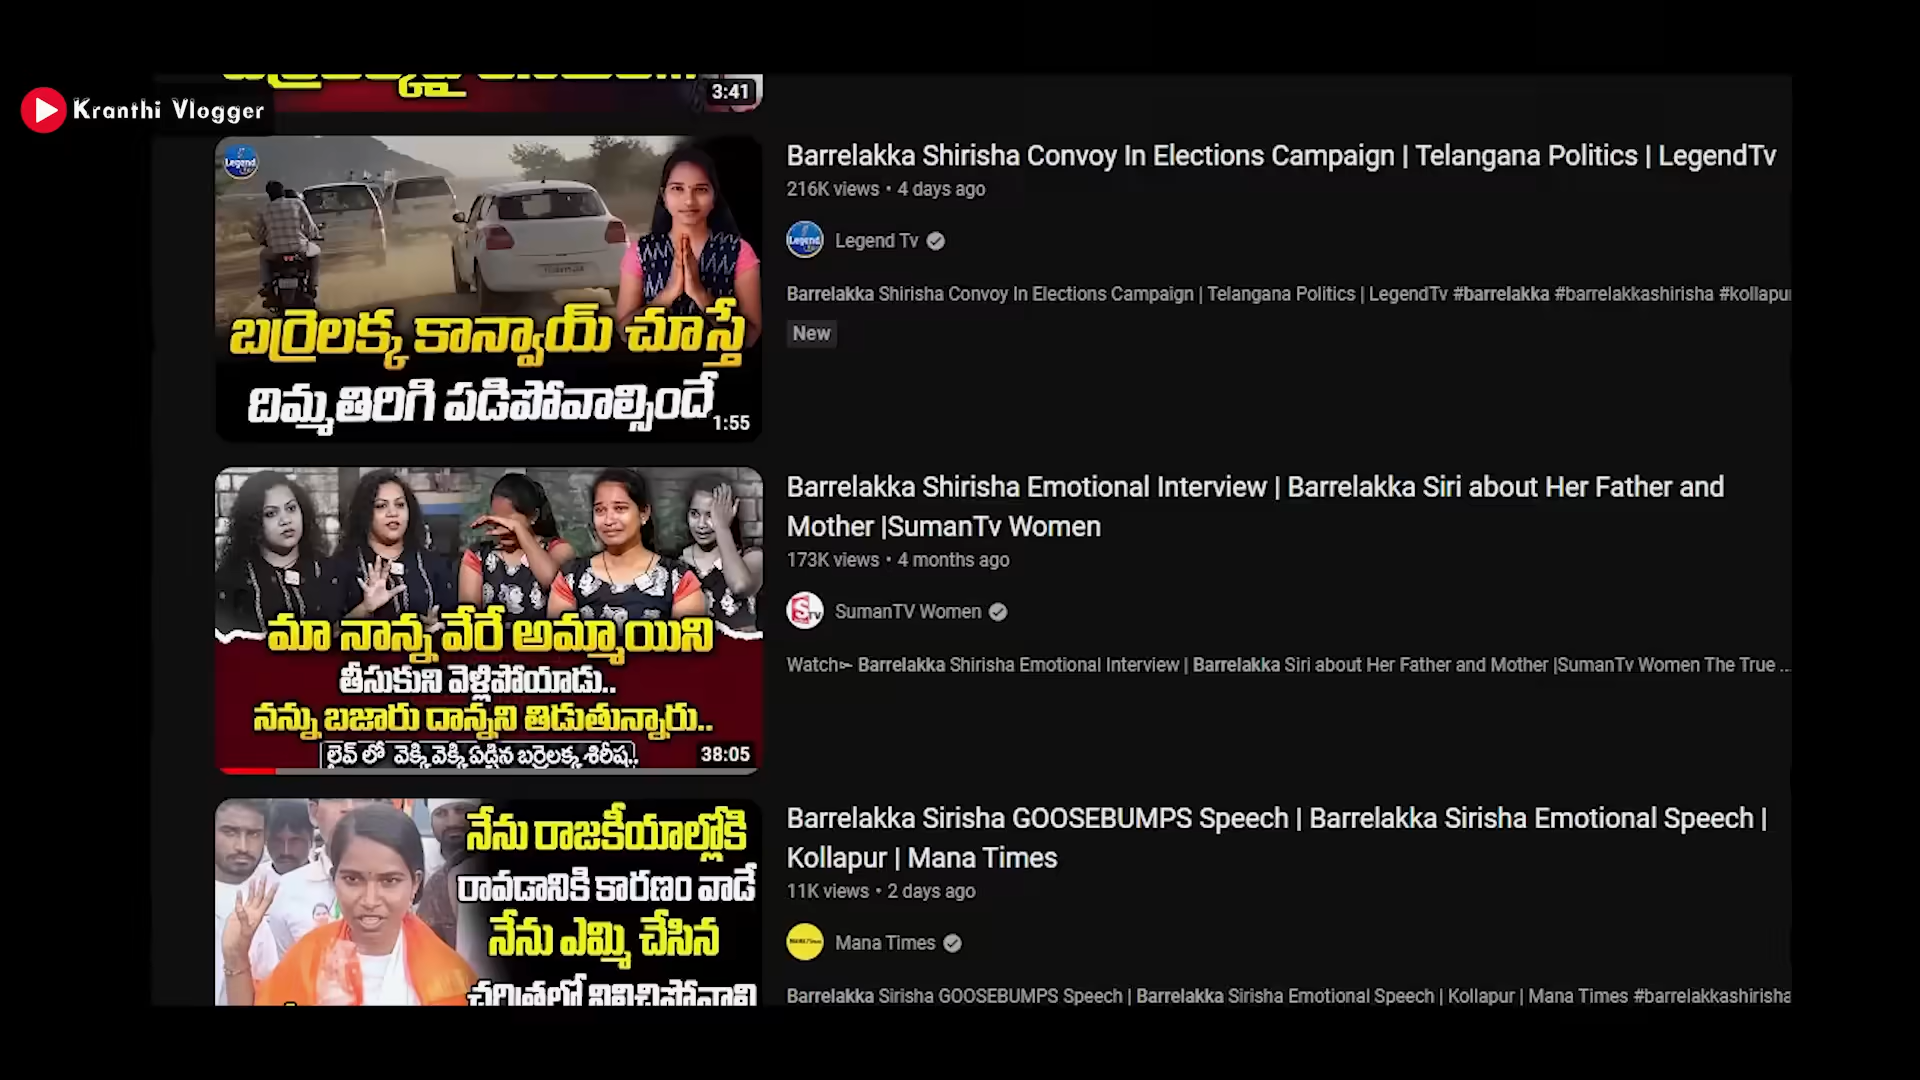 3:41
Kranthi Vlogger
Legend
బర్రెలక్క కాన్వాయ్ చూస్తే
దిమ్మతిరిగి పడిపోవాల్సిందే
1:55
Barrelakka Shirisha Convoy In Elections Campaign | Telangana Politics | LegendTv
216K views • 4 days ago
Legend Tv
Barrelakka Shirisha Convoy In Elections Campaign | Telangana Politics | LegendTv #barrelakka #barrelakkashirisha #kollapur
New
మా నాన్న వేరే అమ్మాయిని
తీసుకుని వెళ్లిపోయాడు..
నన్ను బజారు దాన్నని తిడుతున్నారు..
లైవ్ లో వెక్కి వెక్కి ఏడ్చిన బర్రెలక్క శిరీష..
38:05
Barrelakka Shirisha Emotional Interview | Barrelakka Siri about Her Father and
Mother |SumanTv Women
173K views • 4 months ago
SumanTV Women
Watch⌲ Barrelakka Shirisha Emotional Interview | Barrelakka Siri about Her Father and Mother |SumanTv Women The True ...
నేను రాజకీయాల్లోకి
రావడానికి కారణం వాడే
నేను ఎమ్మి చేసిన
Barrelakka Sirisha GOOSEBUMPS Speech | Barrelakka Sirisha Emotional Speech |
Kollapur | Mana Times
11K views • 2 days ago
Mana Times
Barrelakka Sirisha GOOSEBUMPS Speech | Barrelakka Sirisha Emotional Speech | Kollapur | Mana Times #barrelakkashirisha